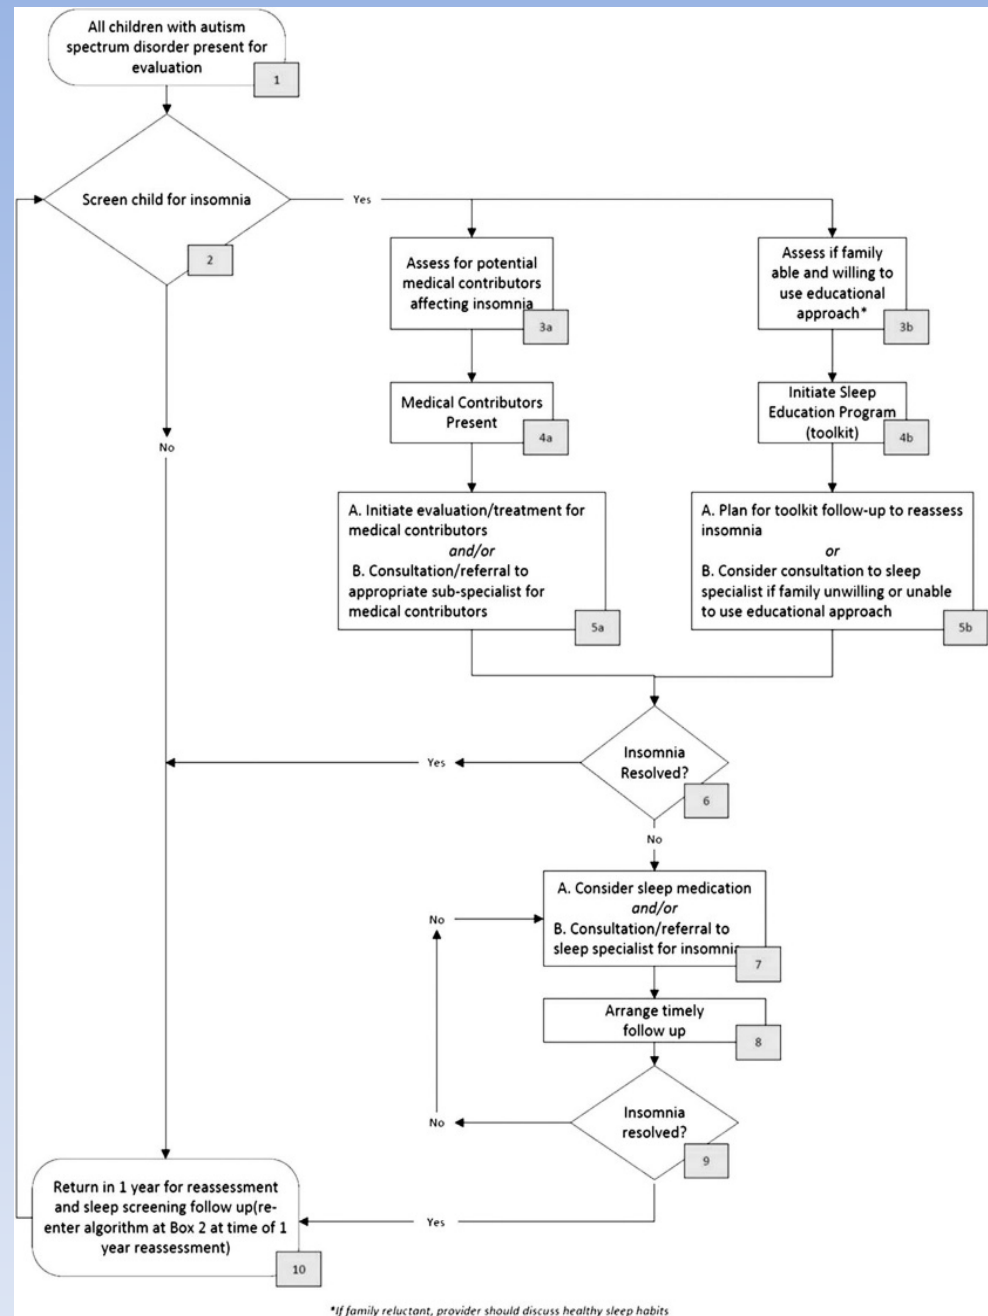 All children with autism
spectrum disorder present for
evaluation
1
Screen child for insomnia
2
Yes
No
Assess for potential
medical contributors
affecting insomnia
3a
Assess if family
able and willing to
use educational
approach*
3b
Medical Contributors
Present
4a
Initiate Sleep
Education Program
(toolkit)
4b
A. Initiate evaluation/treatment for
medical contributors
and/or
B. Consultation/referral to
appropriate sub-specialist for
medical contributors
5a
A. Plan for toolkit follow-up to reassess
insomnia
or
B. Consider consultation to sleep
specialist if family unwilling or unable
to use educational approach
5b
Insomnia
Resolved?
6
Yes
No
A. Consider sleep medication
and/or
B. Consultation/referral to
sleep specialist for insomnia
7
No
Arrange timely
follow up
8
Insomnia
resolved?
9
No
Yes
Return in 1 year for reassessment
and sleep screening follow up(re-
enter algorithm at Box 2 at time of 1
year reassessment)
10
*If family reluctant, provider should discuss healthy sleep habits